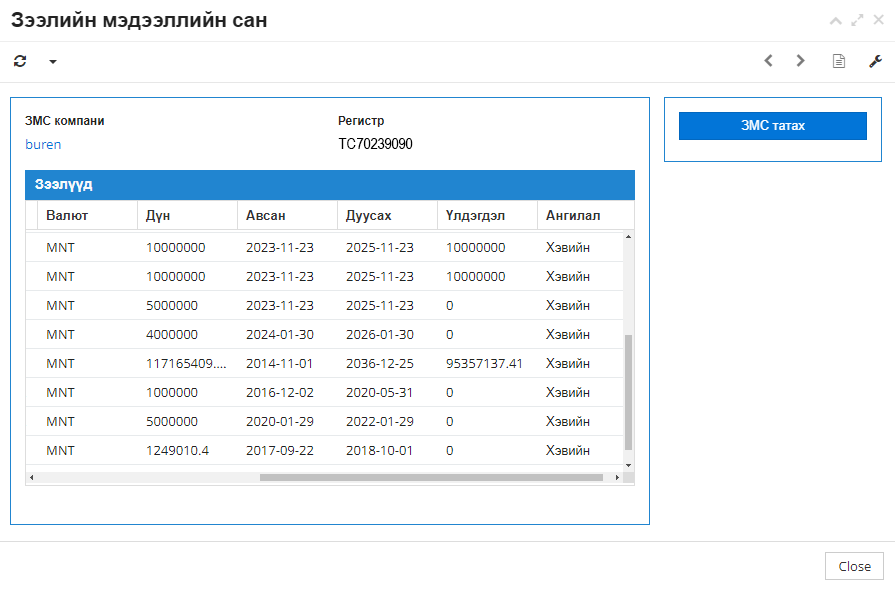 Зээлийн мэдээллийн сан
ЗМС компани Регистр
buren ТС70239090
ЗМС татах
Зээлүүд
Валют Дүн Авсан Дуусах Үлдэгдэл Ангилал
MNT 10000000 2023-11-23 2025-11-23 10000000 Хэвийн
MNT 10000000 2023-11-23 2025-11-23 10000000 Хэвийн
MNT 5000000 2023-11-23 2025-11-23 0 Хэвийн
MNT 4000000 2024-01-30 2026-01-30 0 Хэвийн
MNT 117165409.... 2014-11-01 2036-12-25 95357137.41 Хэвийн
MNT 1000000 2016-12-02 2020-05-31 0 Хэвийн
MNT 5000000 2020-01-29 2022-01-29 0 Хэвийн
MNT 1249010.4 2017-09-22 2018-10-01 0 Хэвийн
Close